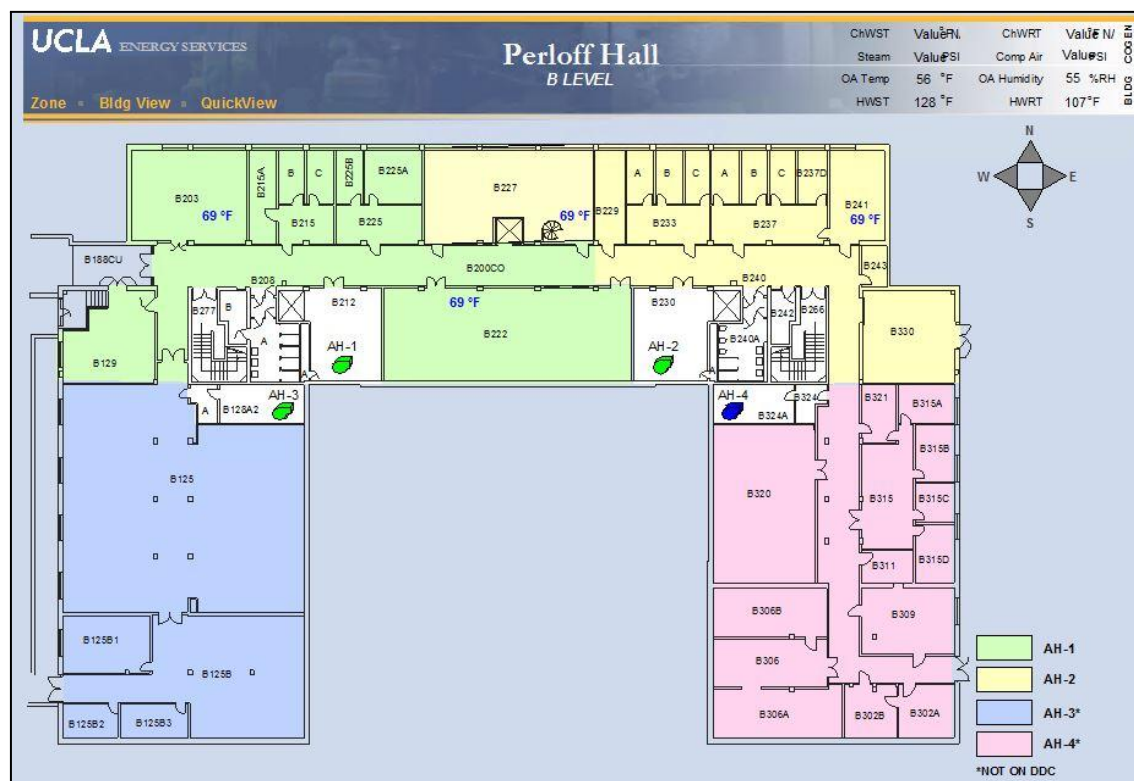 UCLA ENERGY SERVICES
Perloff Hall
B LEVEL
Zone Bldg View QuickView
ChWST ChWRT
Steam Comp Air
OA Temp 56 °F OA Humidity 55 %RH
HWST 128 °F HWRT 107°F
BLDG COGEN
N
W E
S
B203
69 °F
B215A
B
C
B215
B225B
B225A
B225
B227
69 °F
B229
A
B
C
B233
A
B
C
B237D
B237
B241
69 °F
B188CU
B208
B200CO
B240
B243
B129
B277
B
A
B212
AH-1
A
69 °F
B222
B230
AH-2
A
B240A
B242
B266
B330
AH-3
A
B128A2
AH-4
B324A
B324
B321
B315A
B125
B320
B315
B315B
B315C
B315D
B311
B125B1
B125B
B125B2
B125B3
B306B
B306
B306A
B309
B302B
B302A
AH-1
AH-2
AH-3*
AH-4*
*NOT ON DDC